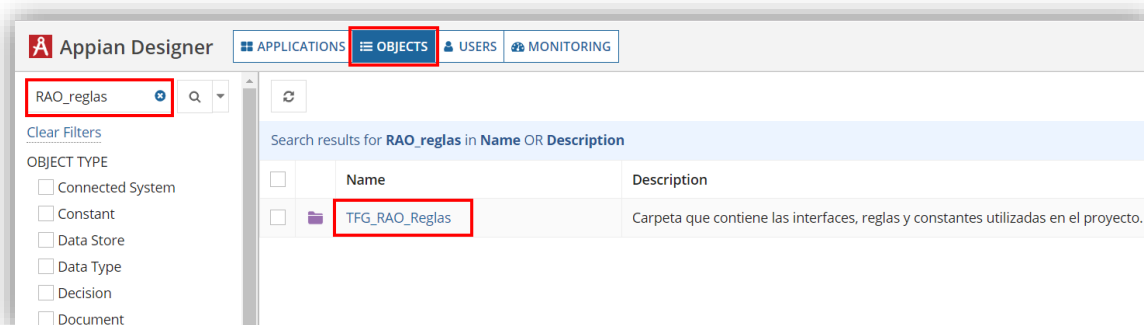 Appian Designer
APPLICATIONS
OBJECTS
USERS
MONITORING
RAO_reglas
Clear Filters
OBJECT TYPE
Connected System
Constant
Data Store
Data Type
Decision
Document
Search results for RAO_reglas in Name OR Description
Name Description
TFG_RAO_Reglas Carpeta que contiene las interfaces, reglas y constantes utilizadas en el proyecto.